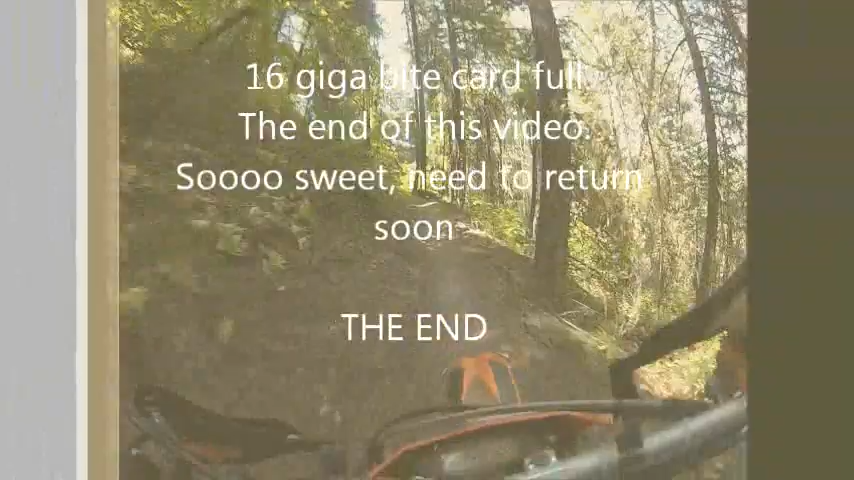 16 giga bite card full.
The end of this video.
Soooo sweet, need to return
soon
THE END